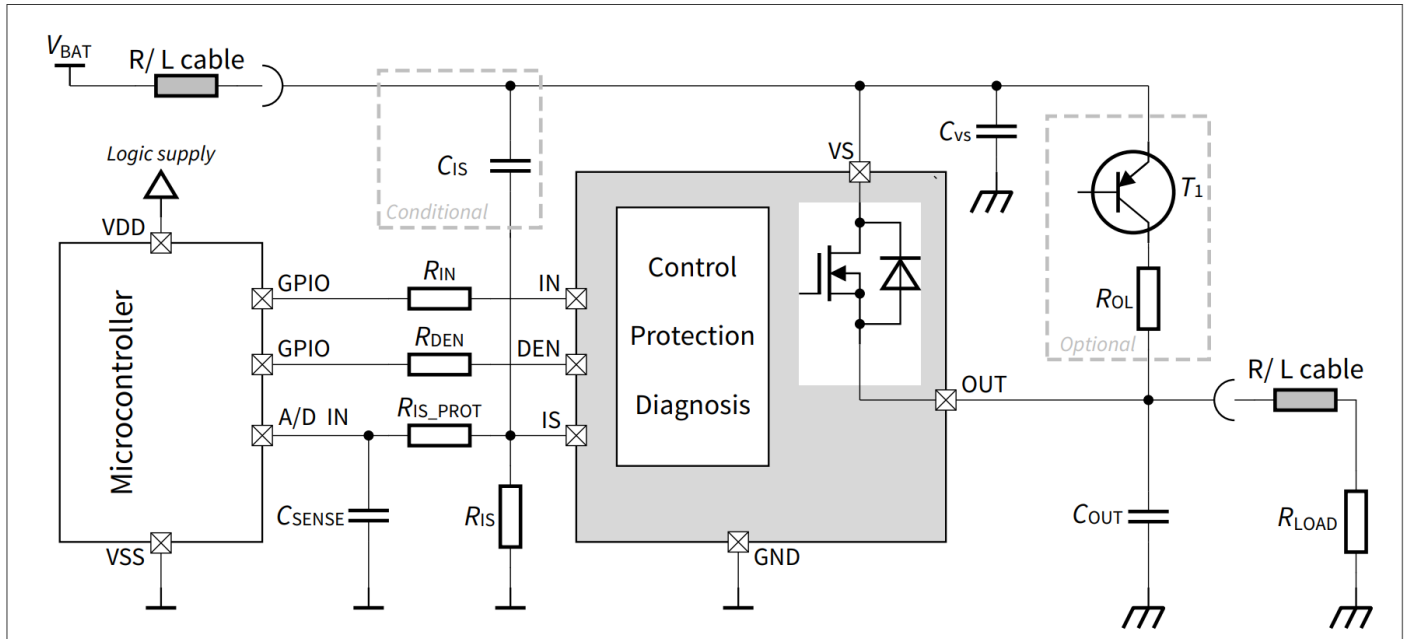 VBAT
R/ L cable
Logic supply
CIS
Conditional
VS
Cvs
T1
VDD
GPIO
RIN
IN
Control
ROL
Microcontroller
GPIO
RDEN
DEN
Protection
Optional
A/D IN
RIS_PROT
IS
Diagnosis
OUT
R/ L cable
CSENSE
RIS
COUT
RLOAD
VSS
GND